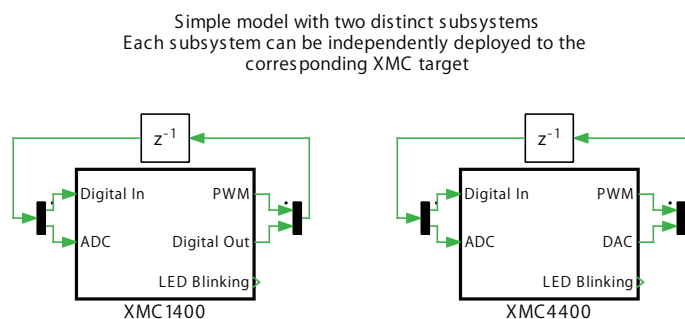 Simple model with two distinct subsystems
Each subsystem can be independently deployed to the
corresponding XMC target
z-1
Digital In
PWM
ADC
Digital Out
LED Blinking
XMC1400
z-1
Digital In
PWM
ADC
DAC
LED Blinking
XMC4400